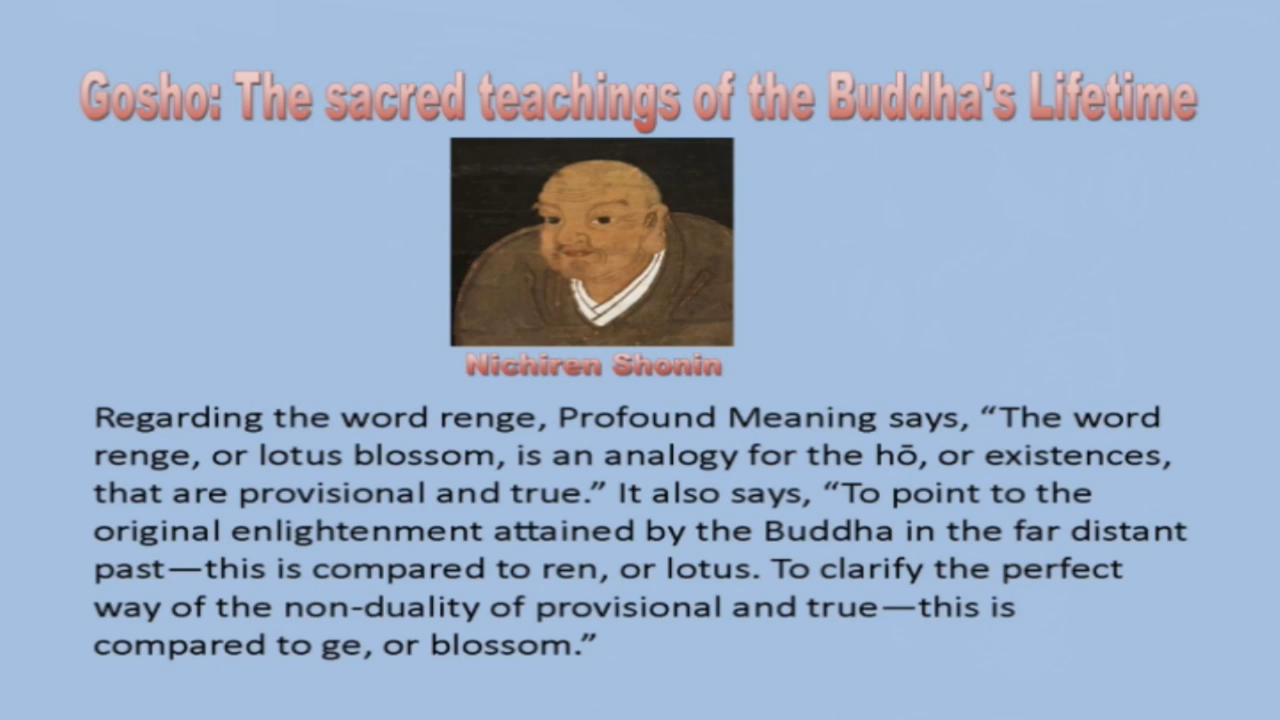 Gosho: The sacred teachings of the Buddha's Lifetime
Nichiren Shonin
Regarding the word renge, Profound Meaning says, “The word
renge, or lotus blossom, is an analogy for the hō, or existences,
that are provisional and true.” It also says, “To point to the
original enlightenment attained by the Buddha in the far distant
past—this is compared to ren, or lotus. To clarify the perfect
way of the non-duality of provisional and true—this is
compared to ge, or blossom.”